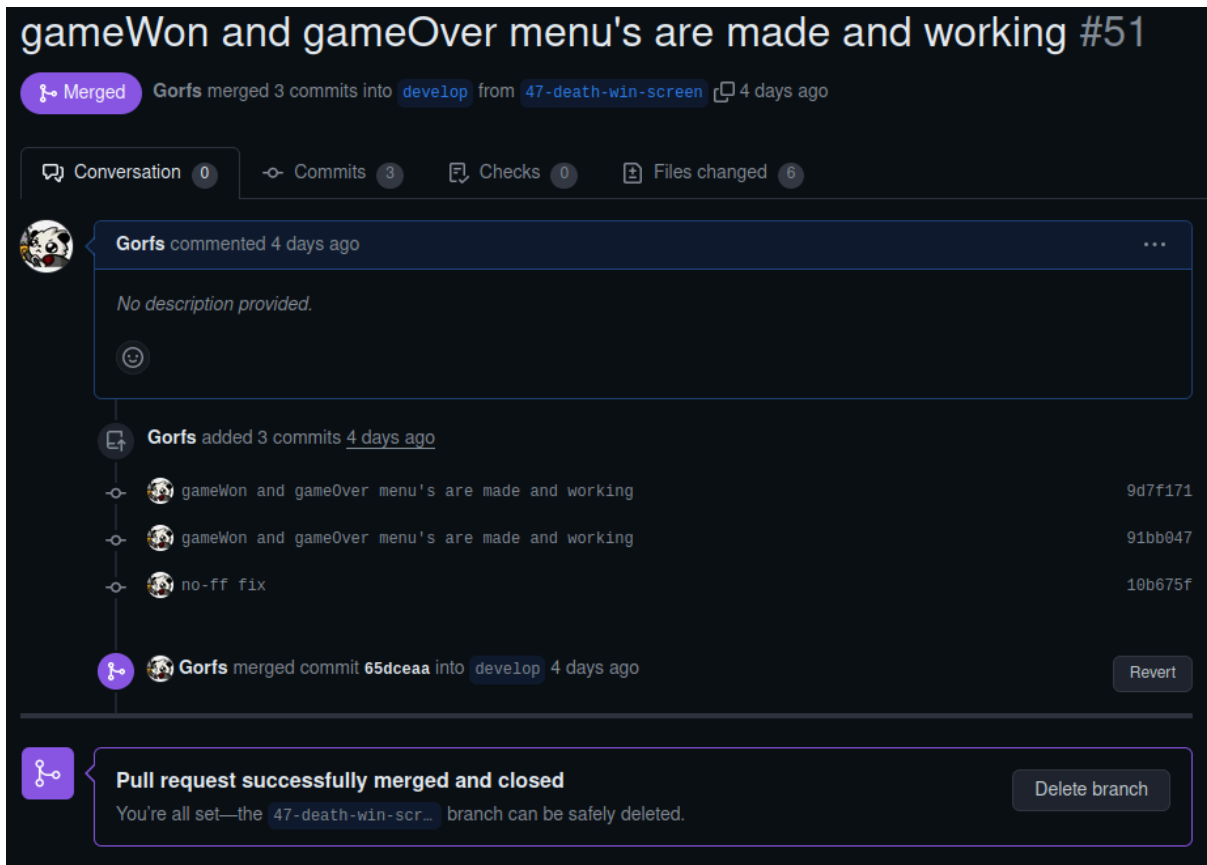 gameWon and gameOver menu's are made and working #51
Merged Gorfs merged 3 commits into develop from 47-death-win-screen 4 days ago
Conversation 0 Commits 3 Checks 0 Files changed 6
Gorfs commented 4 days ago ...
No description provided.
Gorfs added 3 commits 4 days ago
gameWon and gameOver menu's are made and working 9d7f171
gameWon and gameOver menu's are made and working 91bb047
no-ff fix 10b675f
Gorfs merged commit 65dceaa into develop 4 days ago Revert
Pull request successfully merged and closed
Delete branch
You're all set—the 47-death-win-scr… branch can be safely deleted.